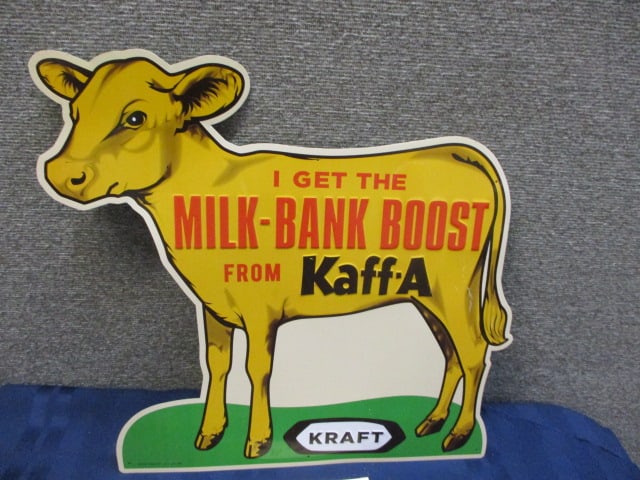 I GET THE
MILK-BANK BOOST
FROM Kaff-A
KRAFT